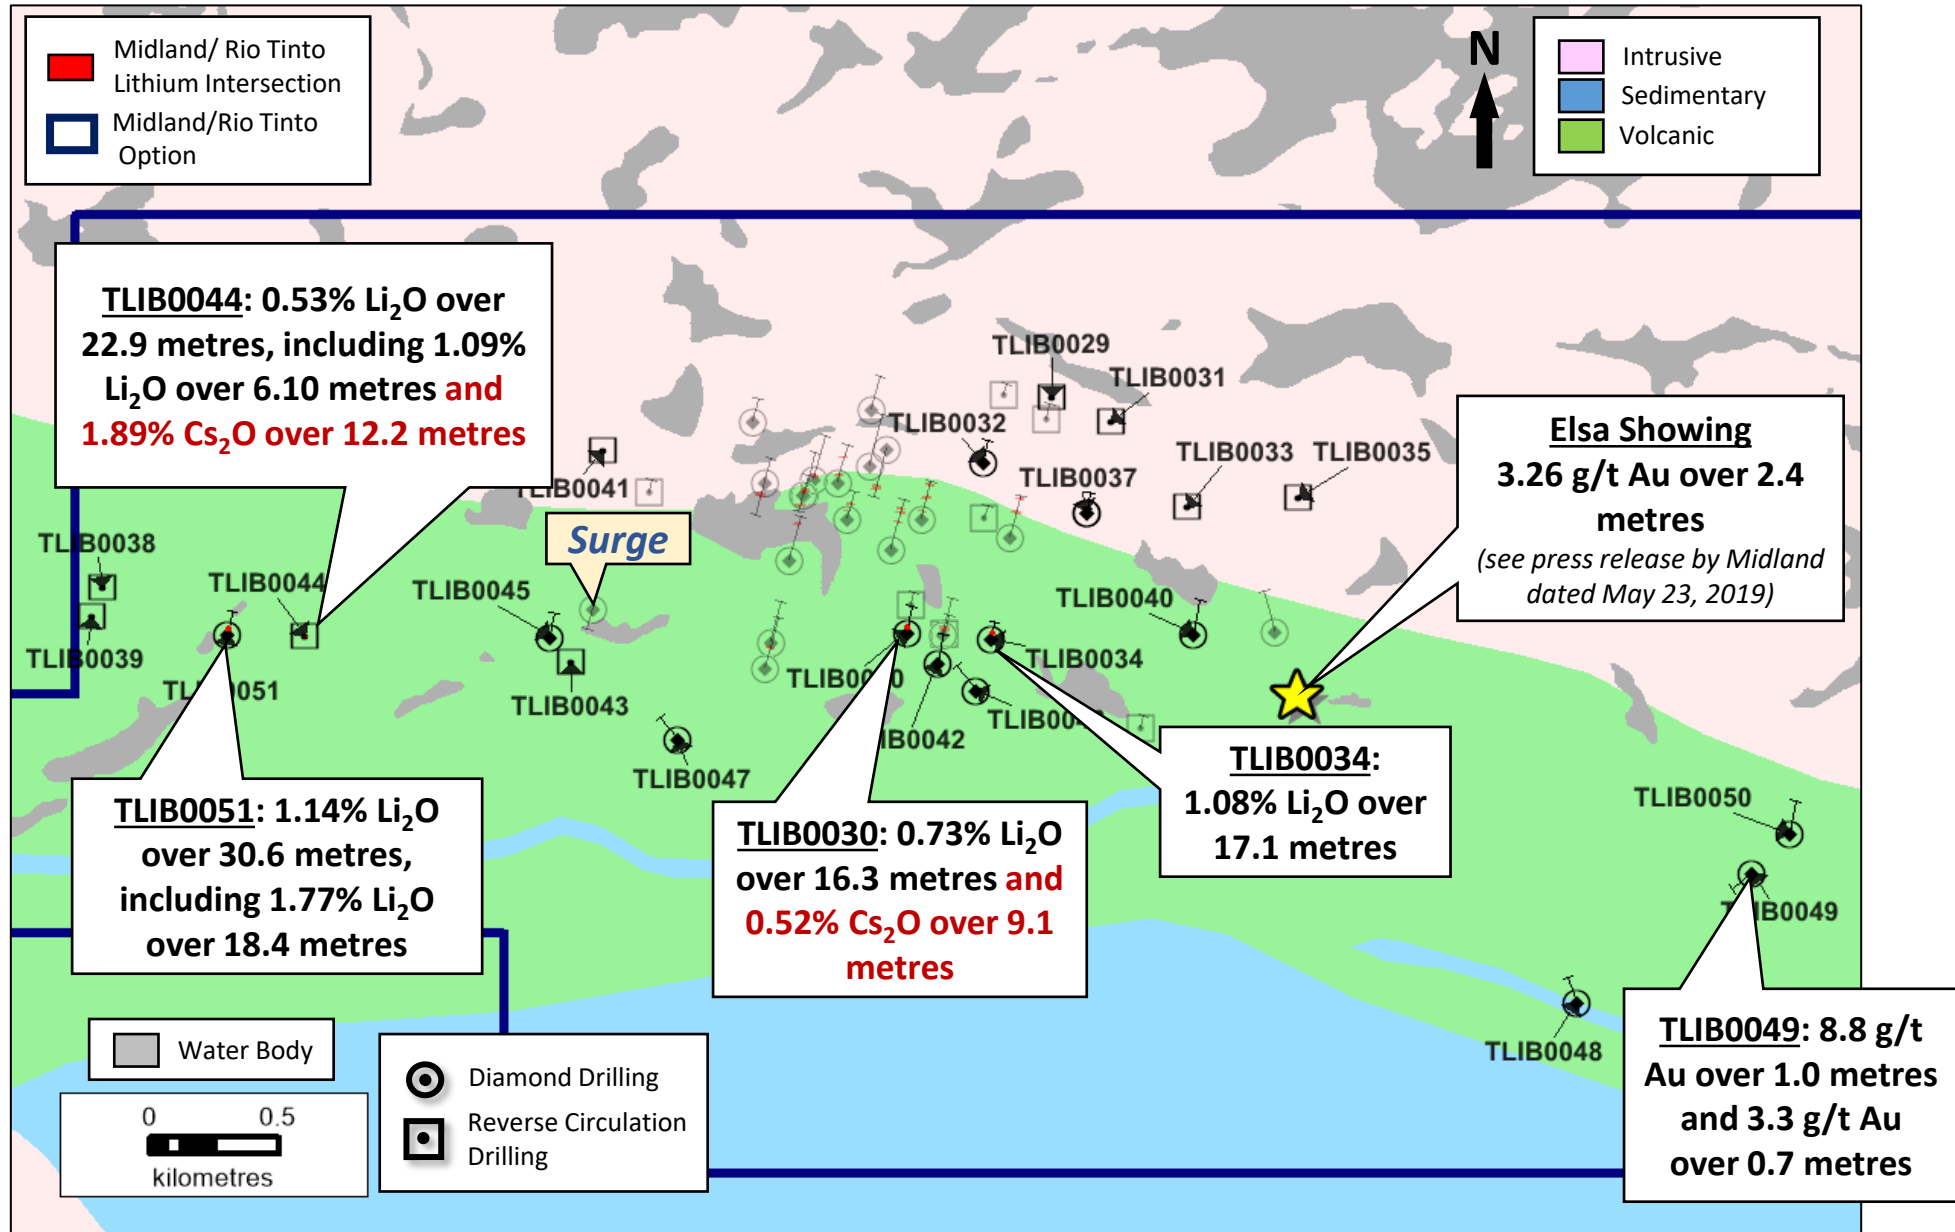 Midland/ Rio Tinto
Lithium Intersection
Midland/Rio Tinto
Option
N
Intrusive
Sedimentary
Volcanic
TLIB0044: 0.53% Li₂O over
22.9 metres, including 1.09%
Li₂O over 6.10 metres and
1.89% Cs₂O over 12.2 metres
TLIB0029
TLIB0031
TLIB0032
TLIB0033
TLIB0035
TLIB0037
TLIB0041
Elsa Showing
3.26 g/t Au over 2.4
metres
(see press release by Midland
dated May 23, 2019)
Surge
TLIB0038
TLIB0044
TLIB0045
TLIB0040
TLIB0039
TLIB0034
TLIB0051
TLIB0043
TLIB0047
IB0042
TLIB0050
TLIB0049
TLIB0048
TLIB0051: 1.14% Li₂O
over 30.6 metres,
including 1.77% Li₂O
over 18.4 metres
TLIB0030: 0.73% Li₂O
over 16.3 metres and
0.52% Cs₂O over 9.1
metres
TLIB0034:
1.08% Li₂O over
17.1 metres
TLIB0049: 8.8 g/t
Au over 1.0 metres
and 3.3 g/t Au
over 0.7 metres
Water Body
0 0.5
kilometres
Diamond Drilling
Reverse Circulation
Drilling